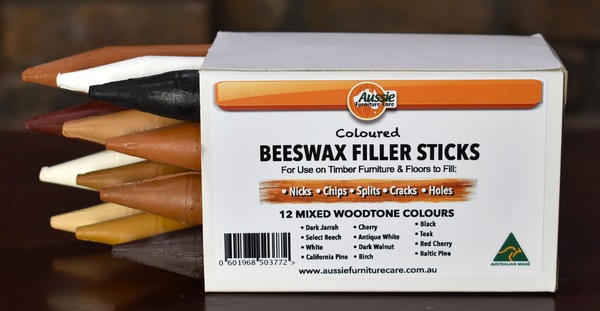 Aussie
Furniture Care
Coloured
BEESWAX FILLER STICKS
For Use on Timber Furniture & Floors to Fill:
• Nicks • Chips • Splits • Cracks • Holes •
12 MIXED WOODTONE COLOURS
• Dark Jarrah
• Select Beech
• White
• California Pine
• Cherry
• Antique White
• Dark Walnut
• Birch
• Black
• Teak
• Red Cherry
• Baltic Pine
0 601968 503772 >
AUSTRALIAN MADE
www.aussiefurniturecare.com.au